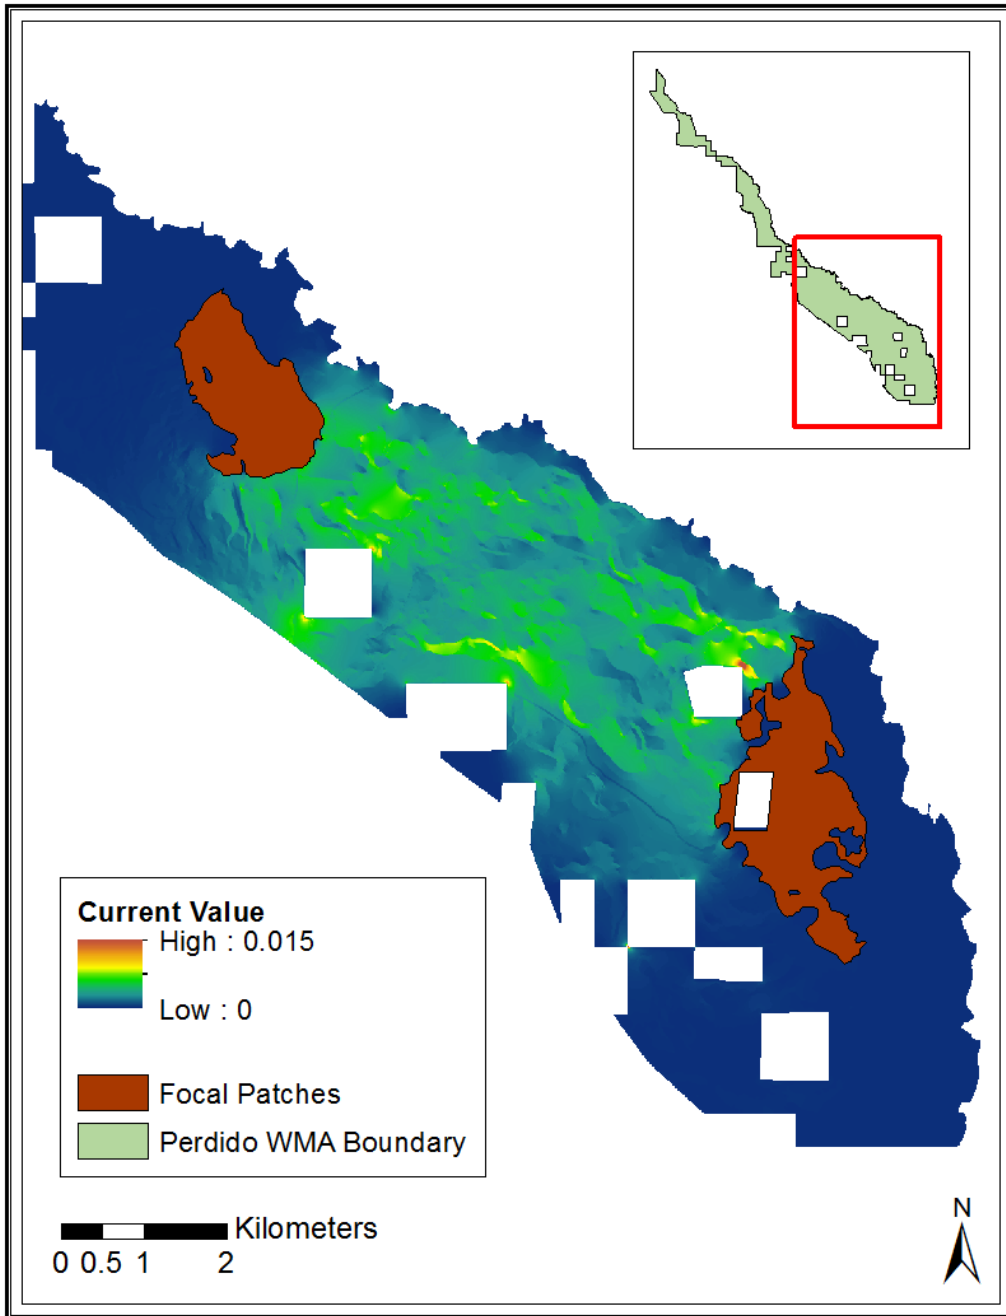 Current Value
High : 0.015
Low : 0
Focal Patches
Perdido WMA Boundary
Kilometers
0 0.5 1 2
N